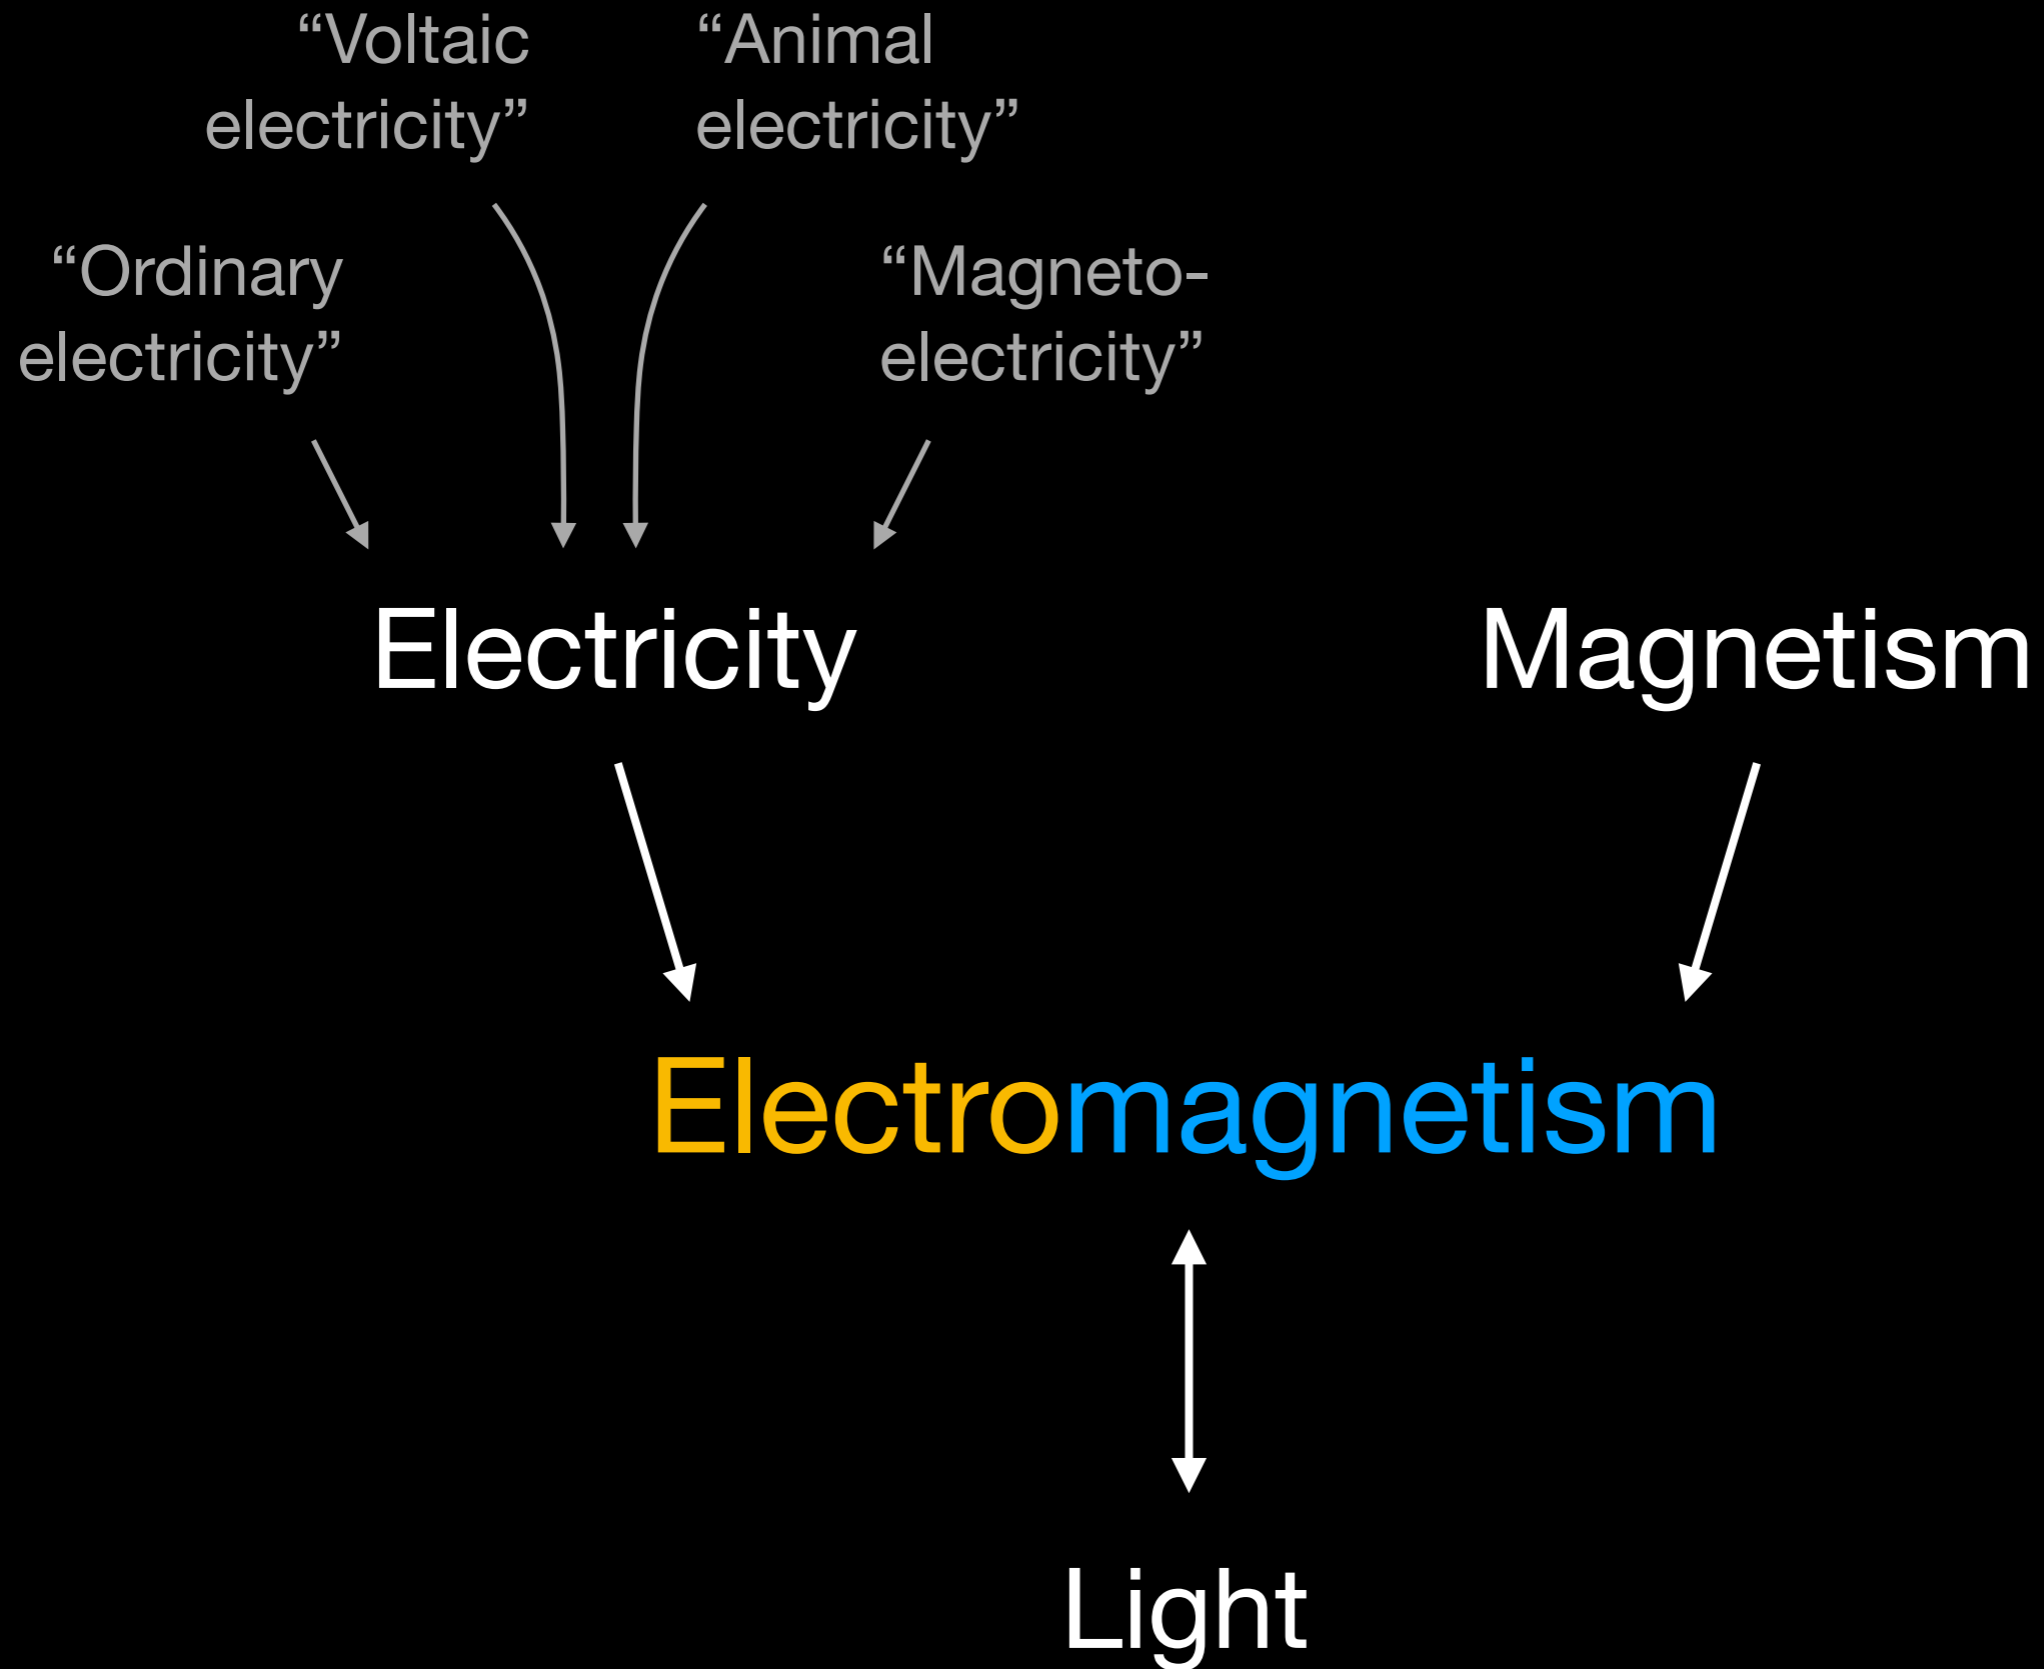 “Voltaic
electricity”
“Animal
electricity”
“Ordinary
electricity”
“Magneto-
electricity”
Electricity
Magnetism
Electromagnetism
Light